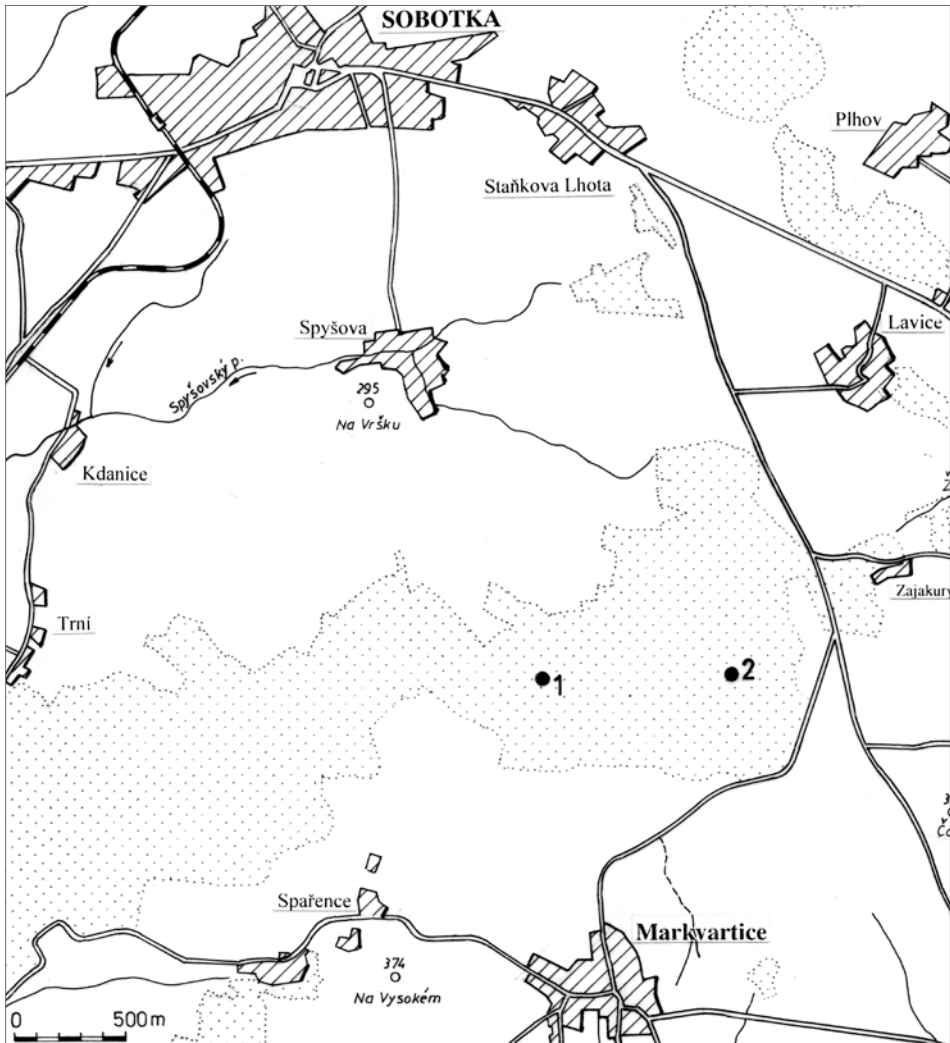 SOBOTKA
Plhov
Staňkova Lhota
Spyšova
Lavice
Spyšovský p.
295
Na Vršku
Kdanice
Zajakury
Trní
1
2
Spařence
Markvartice
374
Na Vysokém
0 500 m